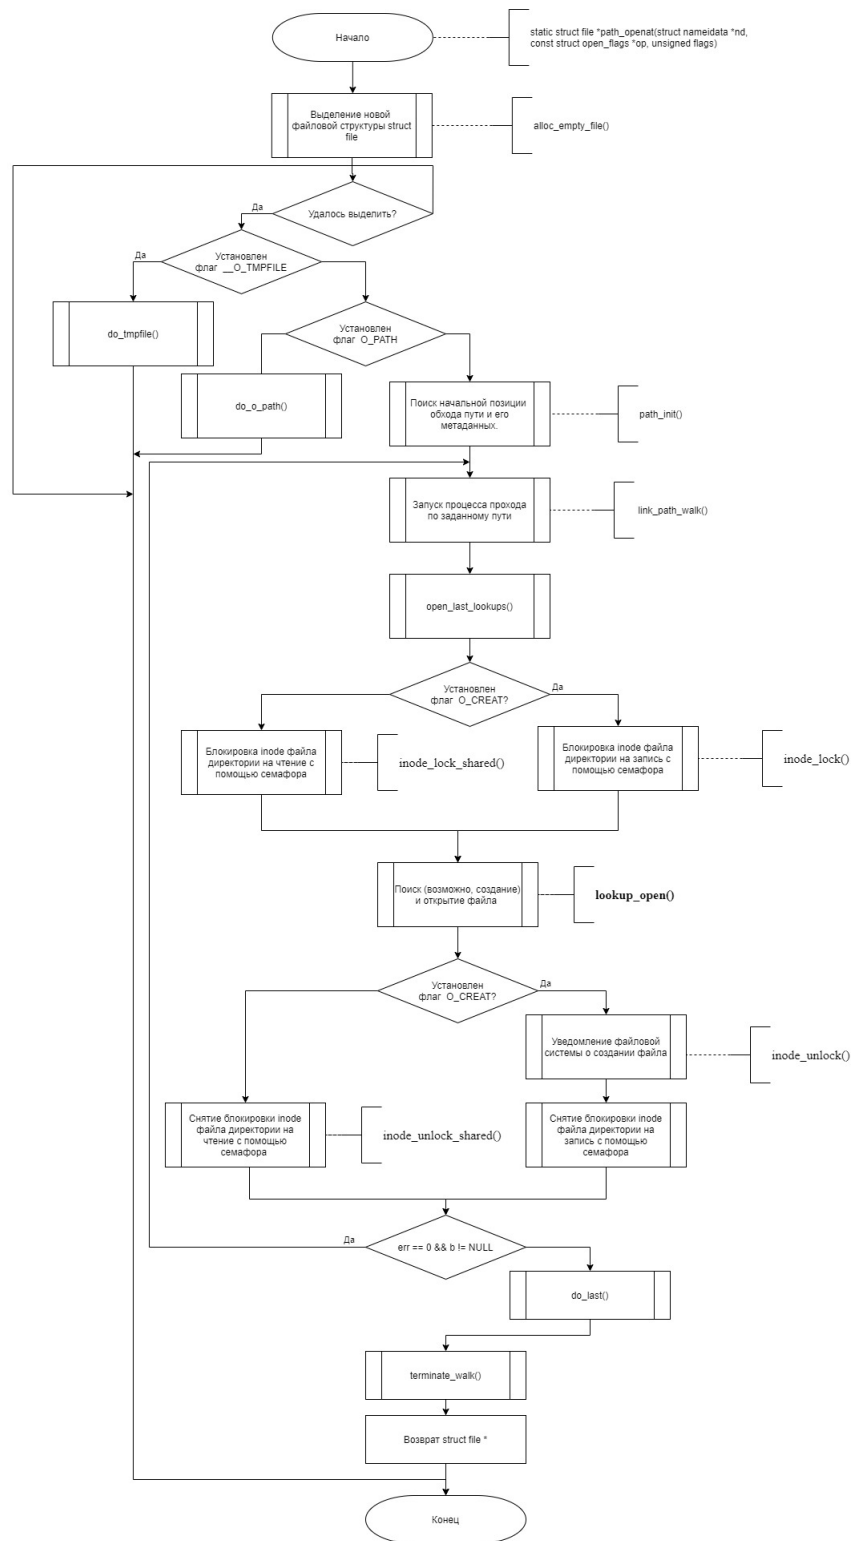 Начало
static struct file *path_openat(struct nameidata *nd,
const struct open_flags *op, unsigned flags)
Выделение новой
файловой структуры struct
file
alloc_empty_file()
Удалось выделить?
Да
Установлен
флаг __O_TMPFILE
Да
do_tmpfile()
Установлен
флаг O_PATH
do_o_path()
Поиск начальной позиции
обхода пути и его
метаданных.
path_init()
Запуск процесса прохода
по заданному пути
link_path_walk()
open_last_lookups()
Установлен
флаг O_CREAT?
Да
Блокировка inode файла
директории на чтение с
помощью семафора
inode_lock_shared()
Блокировка inode файла
директории на запись с
помощью семафора
inode_lock()
Поиск (возможно, создание)
и открытие файла
lookup_open()
Установлен
флаг O_CREAT?
Да
Уведомление файловой
системы о создании файла
inode_unlock()
Снятие блокировки inode
файла директории на
чтение с помощью
семафора
inode_unlock_shared()
Снятие блокировки inode
файла директории на
запись с помощью
семафора
Да
err == 0 && b != NULL
do_last()
terminate_walk()
Возврат struct file *
Конец